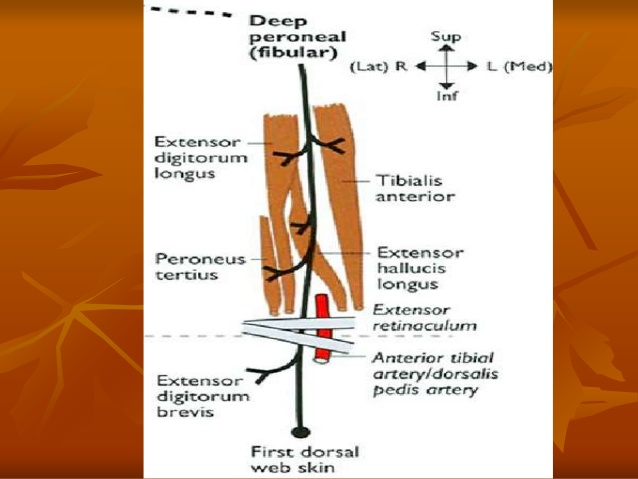 Deep
peroneal
(fibular)
Sup
(Lat) R
L (Med)
Inf
Extensor
digitorum
longus
Tibialis
anterior
Peroneus
tertius
Extensor
hallucis
longus
Extensor
retinaculum
Anterior tibial
artery/dorsalis
pedis artery
Extensor
digitorum
brevis
First dorsal
web skin